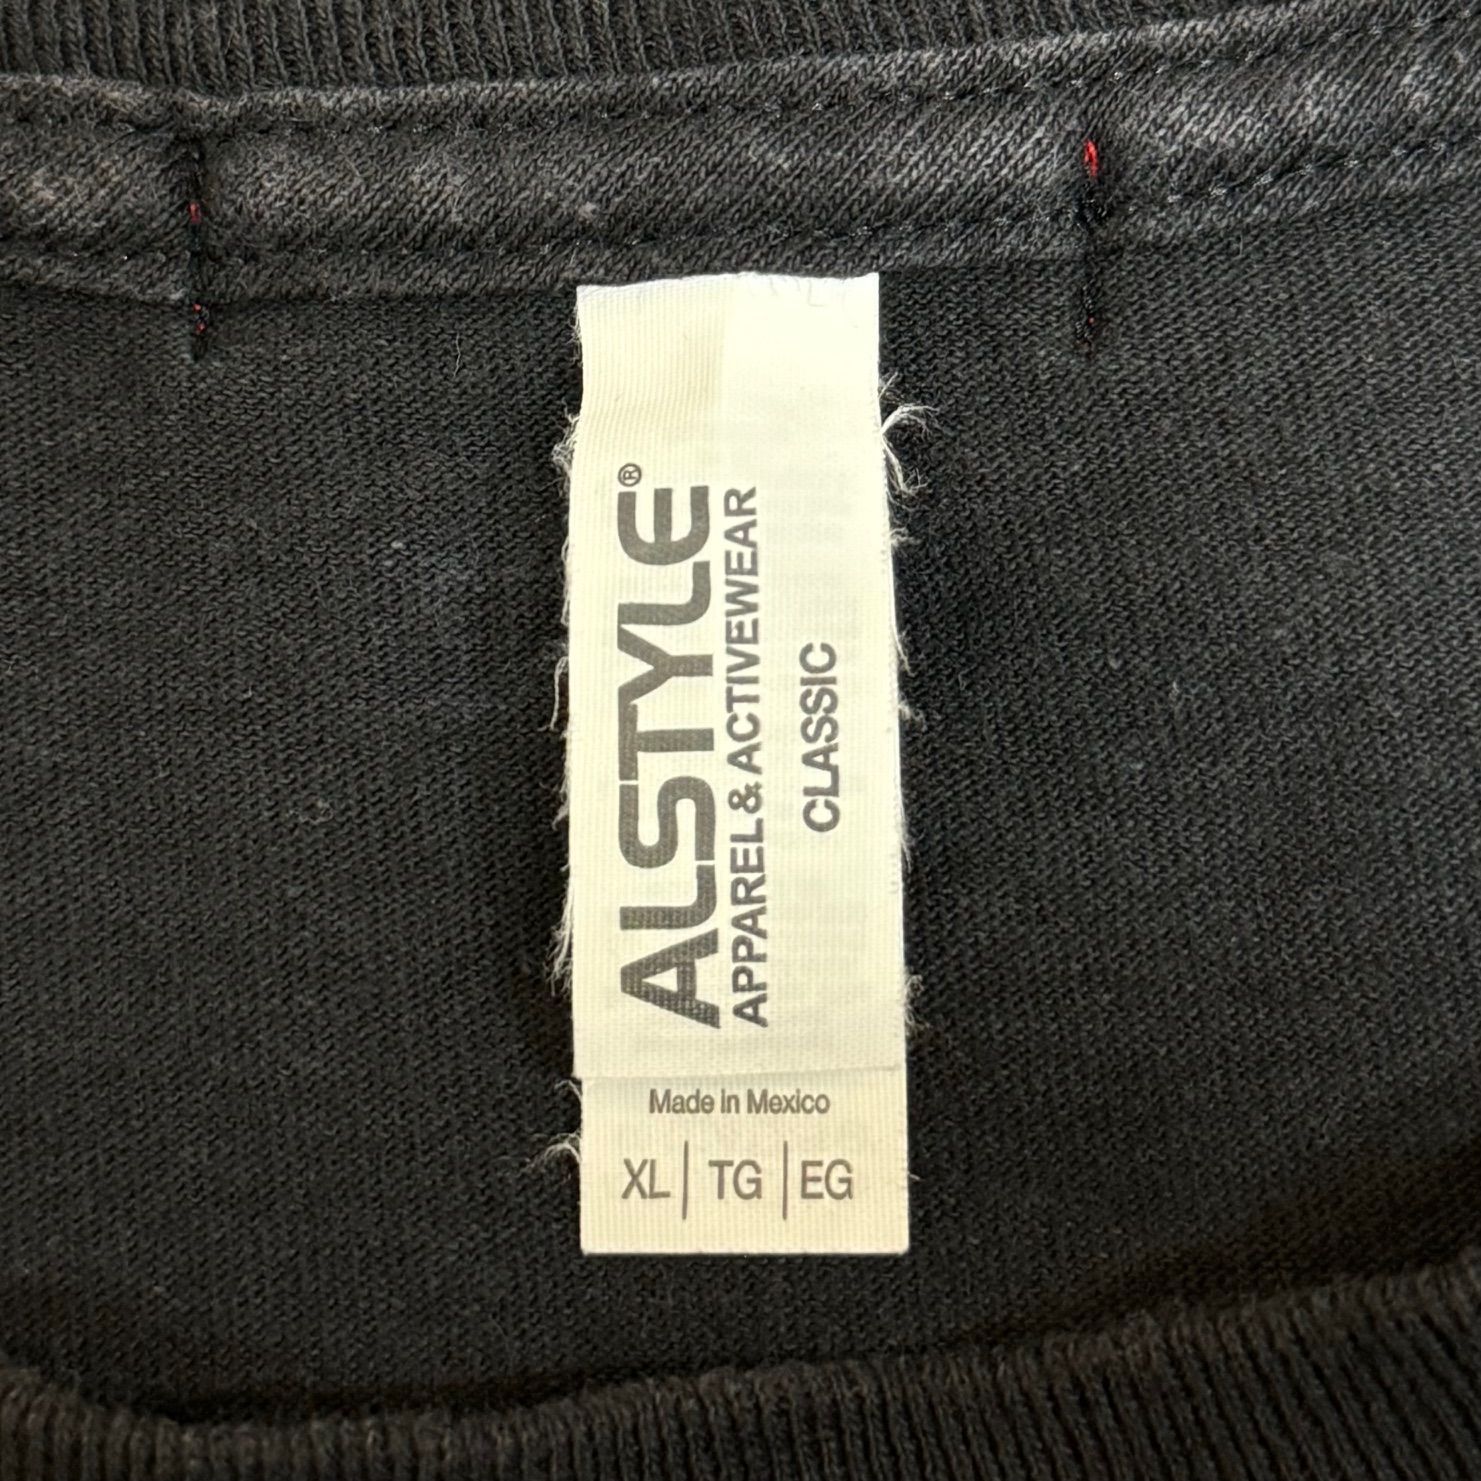 ALSTYLE®
APPAREL & ACTIVEWEAR
CLASSIC
Made in Mexico
XL | TG | EG